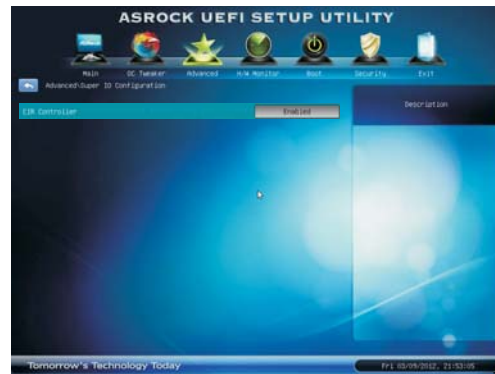 ASROCK UEFI SETUP UTILITY
Main OC Tweaker Advanced H/W Monitor Boot Security Exit
Advanced\Super IO Configuration
Description
CIR Controller Enabled
Tomorrow's Technology Today
Fri 03/09/2012, 21:53:05